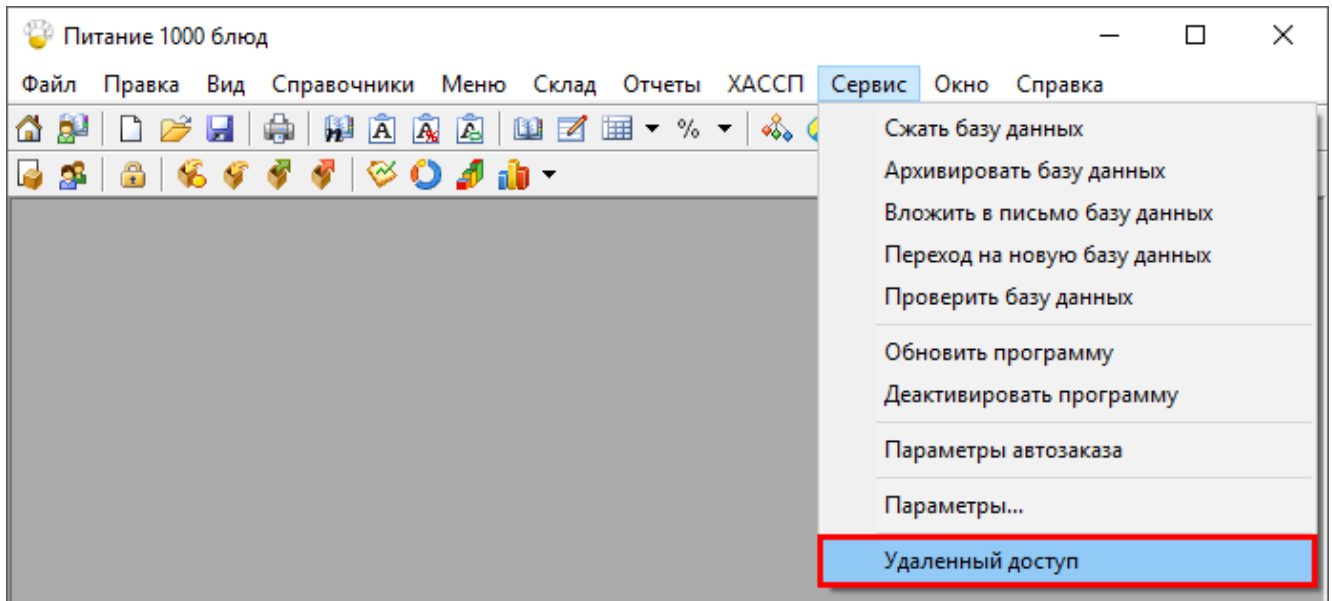 Питание 1000 блюд
Файл Правка Вид Справочники Меню Склад Отчеты ХАССП Сервис Окно Справка
Сжать базу данных
Архивировать базу данных
Вложить в письмо базу данных
Переход на новую базу данных
Проверить базу данных
Обновить программу
Деактивировать программу
Параметры автозаказа
Параметры...
Удаленный доступ